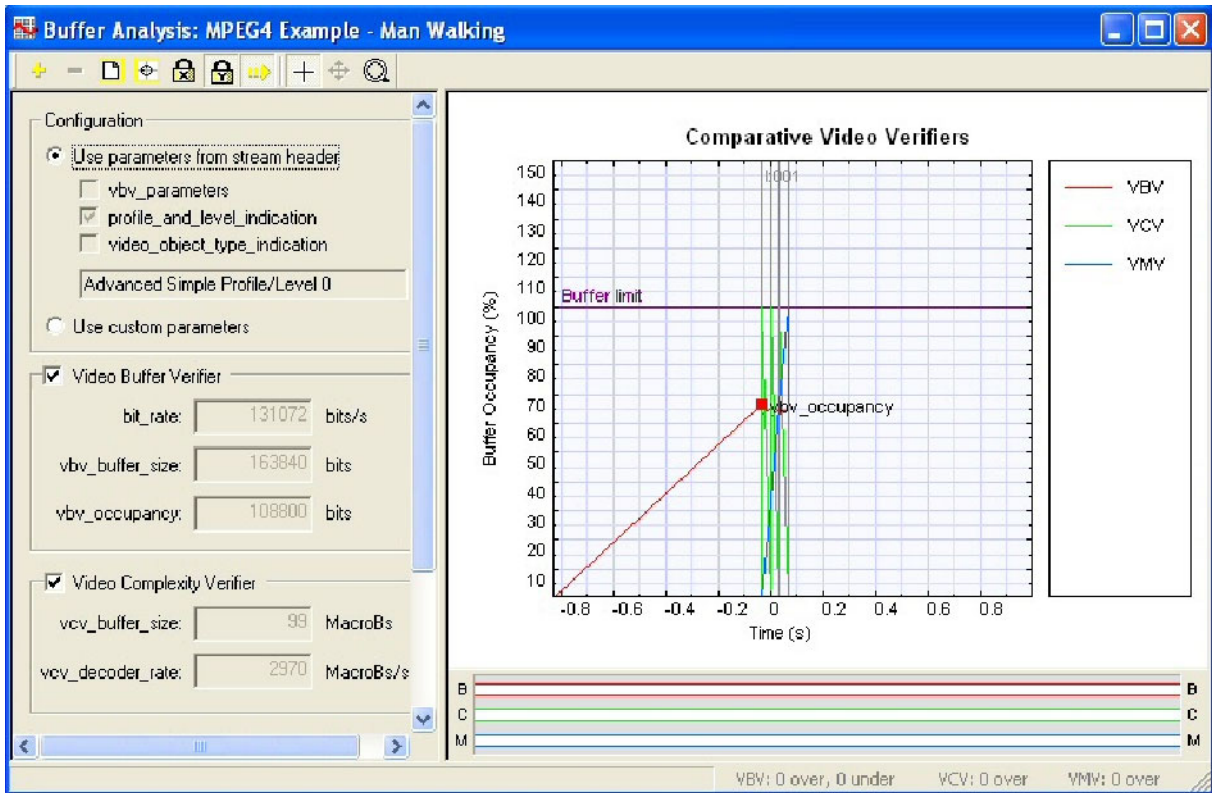 Buffer Analysis: MPEG4 Example - Man Walking
Configuration
Use parameters from stream header
vbv_parameters
profile_and_level_indication
video_object_type_indication
Advanced Simple Profile/Level 0
Use custom parameters
Video Buffer Verifier
bit_rate: 131072 bits/s
vbv_buffer_size: 163840 bits
vbv_occupancy: 108800 bits
Video Complexity Verifier
vcv_buffer_size: 99 MacroBs
vcv_decoder_rate: 2970 MacroBs/s
Comparative Video Verifiers
Buffer Occupancy (%)
150
140
130
120
110
100
90
80
70
60
50
40
30
20
10
Buffer limit
vbv_occupancy
-0.8 -0.6 -0.4 -0.2 0 0.2 0.4 0.6 0.8
Time (s)
VBV
VCV
VMV
B B
C C
M M
VBV: 0 over, 0 under VCV: 0 over VMV: 0 over